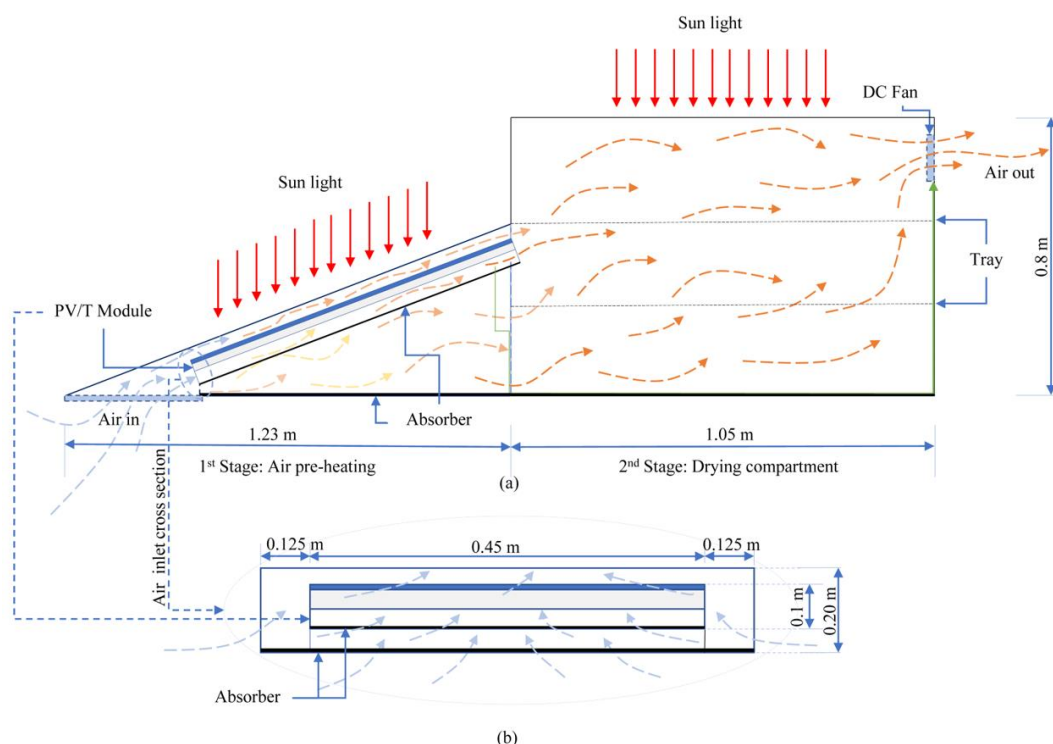 Sun light
DC Fan
Air out
Sun light
Tray
0.8 m
PV/T Module
Air in
Absorber
1.23 m
1.05 m
1st Stage: Air pre-heating
2nd Stage: Drying compartment
(a)
Air inlet cross section
0.125 m
0.45 m
0.125 m
0.1 m
0.20 m
Absorber
(b)